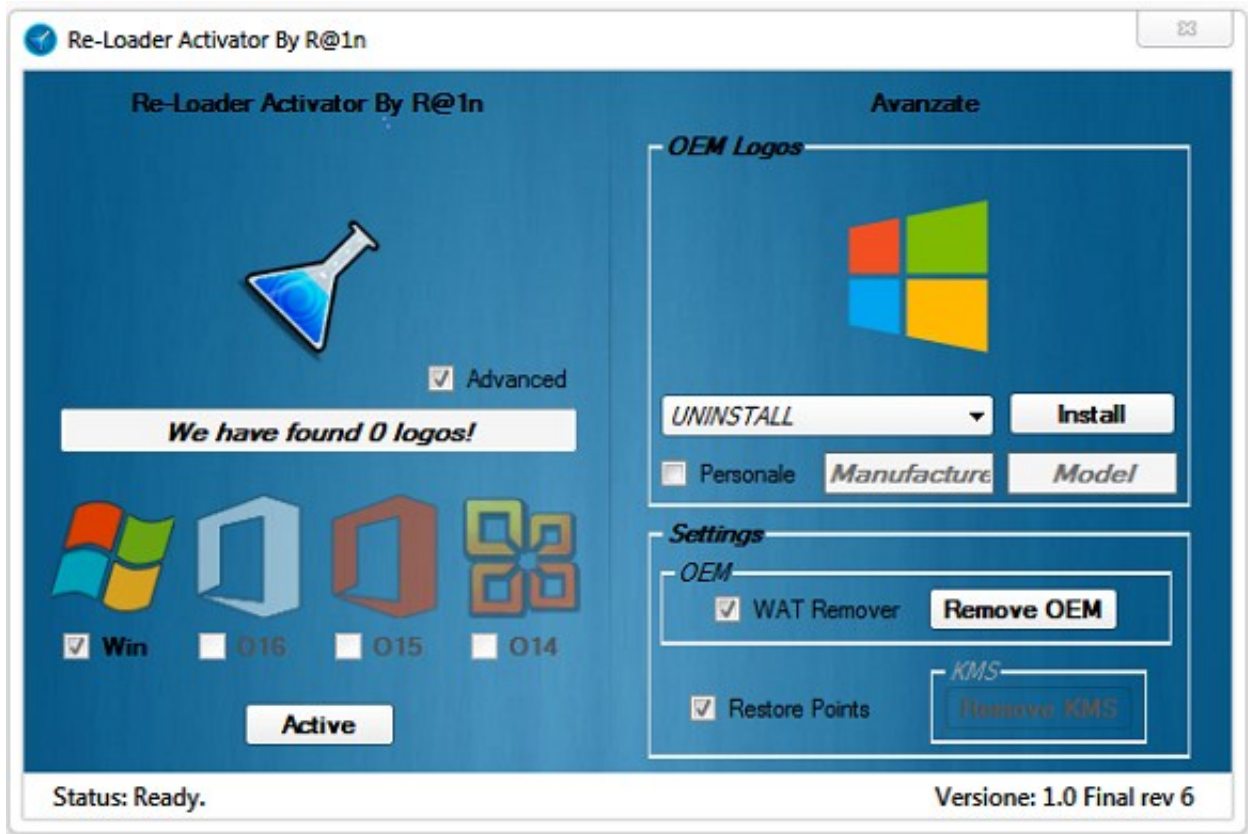 Re-Loader Activator By R@1n
Re-Loader Activator By R@1n
Advanced
We have found 0 logos!
Win
O16
O15
O14
Active
Avanzate
OEM Logos
UNINSTALL
Install
Personale
Manufacture
Model
Settings
OEM
WAT Remover
Remove OEM
Restore Points
KMS
Remove KMS
Status: Ready.
Versione: 1.0 Final rev 6